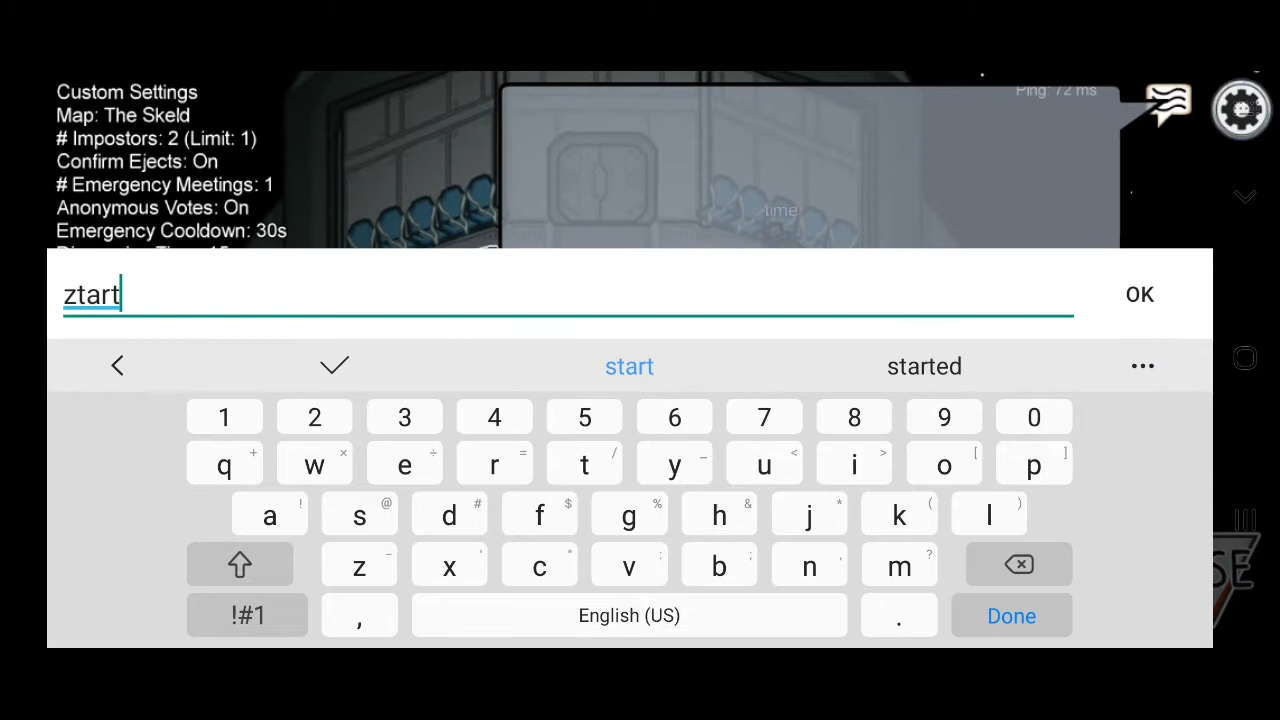 Custom Settings
Map: The Skeld
# Impostors: 2 (Limit: 1)
Confirm Ejects: On
# Emergency Meetings: 1
Anonymous Votes: On
Emergency Cooldown: 30s
Ping: 72 ms
time
ztart
OK
start started
1 2 3 4 5 6 7 8 9 0
q + w × e ÷ r = t / y _ u < i > o [ p ]
a ! s @ d # f $ g % h & j * k ( l )
z - x ' c " v : b ; n , m ?
!#1 , English (US) . Done